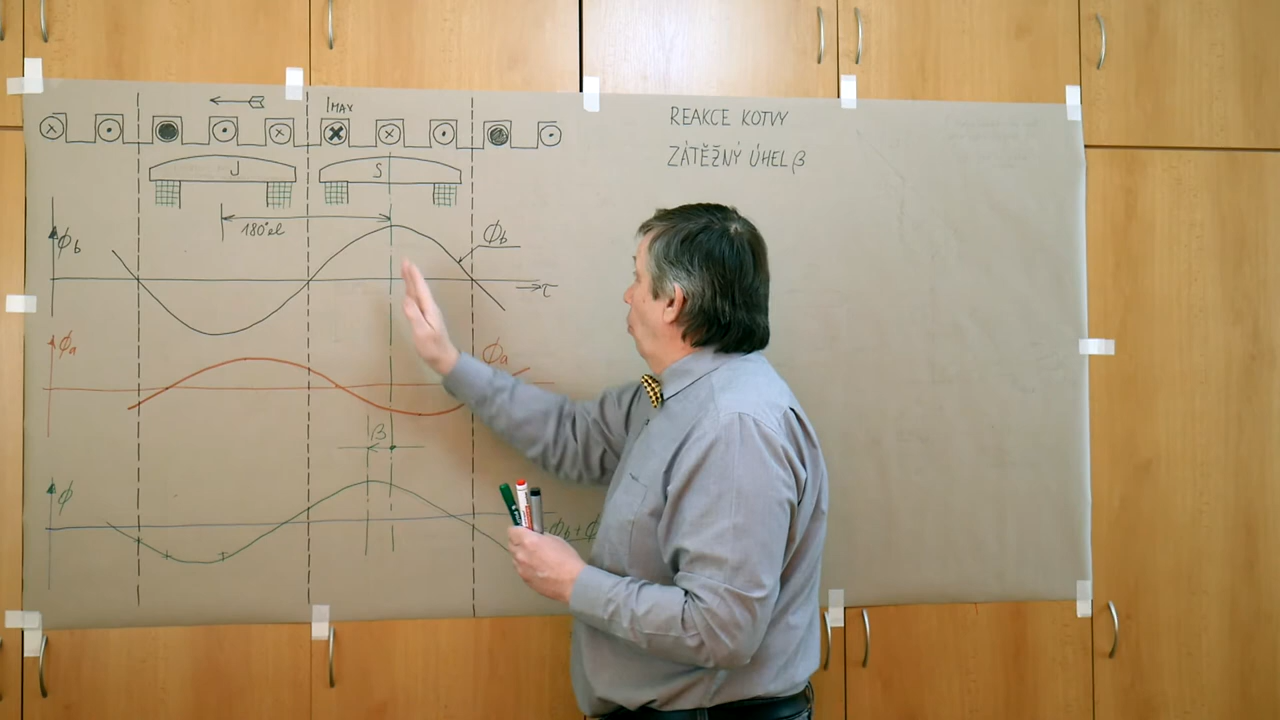 IMAX
REAKCE KOTVY
ZÁTĚŽNÝ ÚHEL β
J
S
180°el
ϕb
ϕb
τ
ϕa
ϕa
β
ϕ
ϕb + ϕ